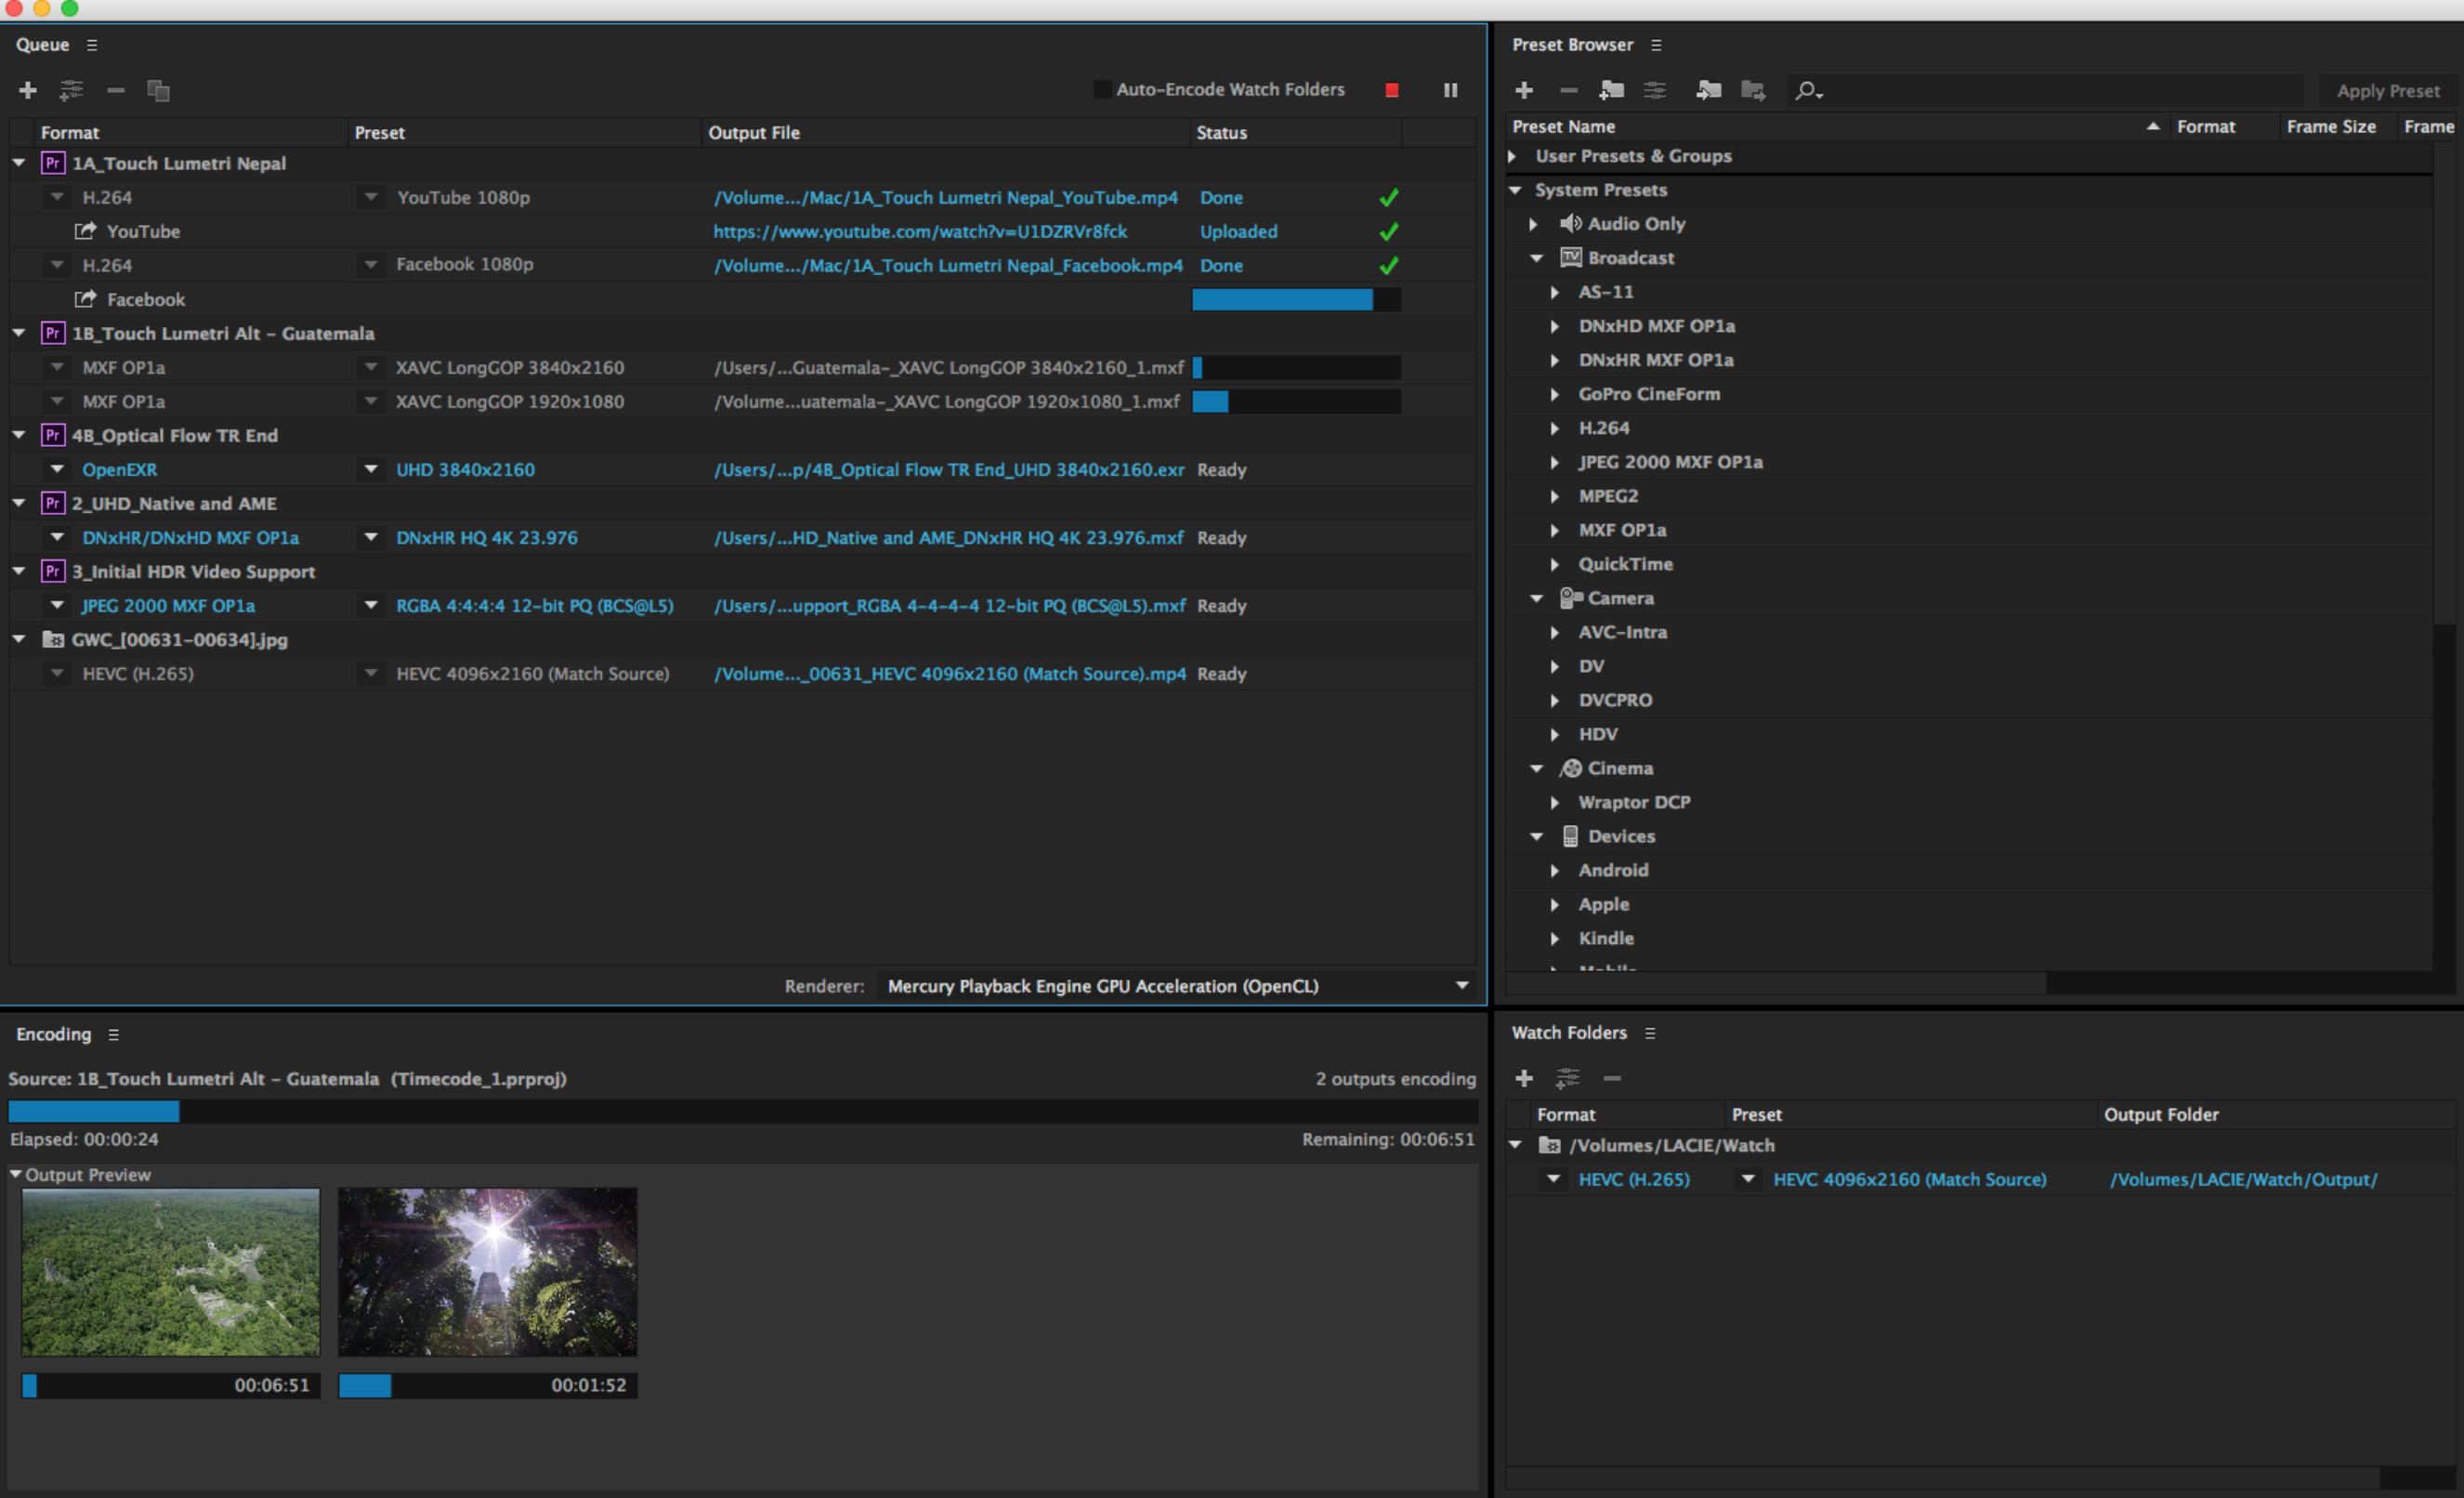 Queue
Auto-Encode Watch Folders
Format Preset Output File Status
Pr 1A_Touch Lumetri Nepal
H.264 YouTube 1080p /Volume.../Mac/1A_Touch Lumetri Nepal_YouTube.mp4 Done
YouTube https://www.youtube.com/watch?v=U1DZRVr8fck Uploaded
H.264 Facebook 1080p /Volume.../Mac/1A_Touch Lumetri Nepal_Facebook.mp4 Done
Facebook
Pr 1B_Touch Lumetri Alt – Guatemala
MXF OP1a XAVC LongGOP 3840x2160 /Users/...Guatemala-_XAVC LongGOP 3840x2160_1.mxf
MXF OP1a XAVC LongGOP 1920x1080 /Volume...uatemala-_XAVC LongGOP 1920x1080_1.mxf
Pr 4B_Optical Flow TR End
OpenEXR UHD 3840x2160 /Users/...p/4B_Optical Flow TR End_UHD 3840x2160.exr Ready
Pr 2_UHD_Native and AME
DNxHR/DNxHD MXF OP1a DNxHR HQ 4K 23.976 /Users/...HD_Native and AME_DNxHR HQ 4K 23.976.mxf Ready
Pr 3_Initial HDR Video Support
JPEG 2000 MXF OP1a RGBA 4:4:4:4 12-bit PQ (BCS@L5) /Users/...upport_RGBA 4-4-4-4 12-bit PQ (BCS@L5).mxf Ready
GWC_[00631-00634].jpg
HEVC (H.265) HEVC 4096x2160 (Match Source) /Volume..._00631_HEVC 4096x2160 (Match Source).mp4 Ready
Renderer: Mercury Playback Engine GPU Acceleration (OpenCL)
Preset Browser
Apply Preset
Preset Name Format Frame Size Frame
User Presets & Groups
System Presets
Audio Only
TV Broadcast
AS-11
DNxHD MXF OP1a
DNxHR MXF OP1a
GoPro CineForm
H.264
JPEG 2000 MXF OP1a
MPEG2
MXF OP1a
QuickTime
Camera
AVC-Intra
DV
DVCPRO
HDV
Cinema
Wraptor DCP
Devices
Android
Apple
Kindle
Encoding
Source: 1B_Touch Lumetri Alt – Guatemala (Timecode_1.prproj) 2 outputs encoding
Elapsed: 00:00:24 Remaining: 00:06:51
Output Preview
00:06:51 00:01:52
Watch Folders
Format Preset Output Folder
/Volumes/LACIE/Watch
HEVC (H.265) HEVC 4096x2160 (Match Source) /Volumes/LACIE/Watch/Output/